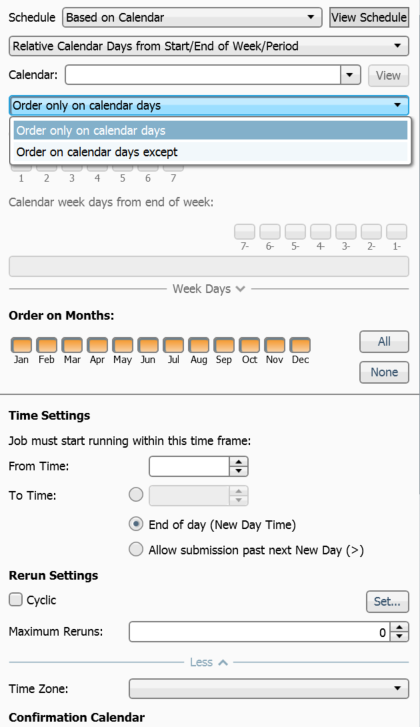 Schedule Based on Calendar View Schedule
Relative Calendar Days from Start/End of Week/Period
Calendar: View
Order only on calendar days
Order only on calendar days
Order on calendar days except
1 2 3 4 5 6 7
Calendar week days from end of week:
7- 6- 5- 4- 3- 2- 1-
Week Days
Order on Months:
All
Jan Feb Mar Apr May Jun Jul Aug Sep Oct Nov Dec
None
Time Settings
Job must start running within this time frame:
From Time:
To Time:
End of day (New Day Time)
Allow submission past next New Day (>)
Rerun Settings
Cyclic Set...
Maximum Reruns: 0
Less
Time Zone:
Confirmation Calendar